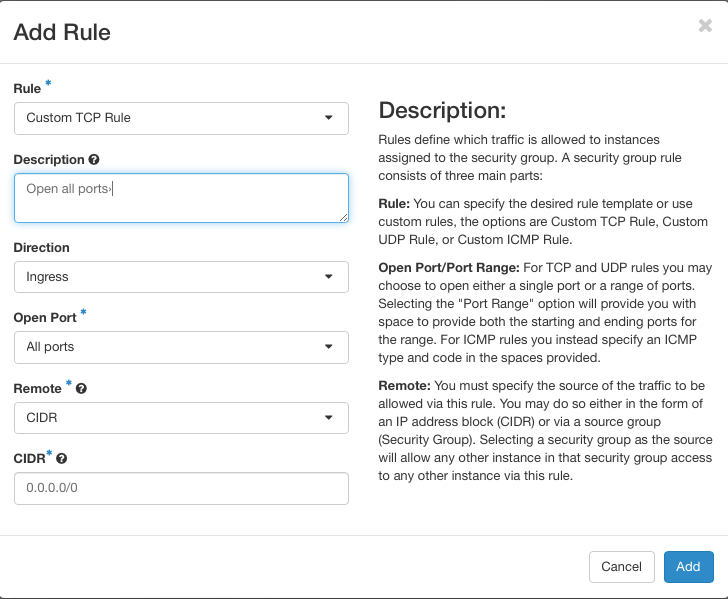 Add Rule
×
Rule *
Custom TCP Rule
Description ?
Open all ports›
Direction
Ingress
Open Port *
All ports
Remote * ?
CIDR
CIDR* ?
0.0.0.0/0
Description:
Rules define which traffic is allowed to instances
assigned to the security group. A security group rule
consists of three main parts:
Rule: You can specify the desired rule template or use
custom rules, the options are Custom TCP Rule, Custom
UDP Rule, or Custom ICMP Rule.
Open Port/Port Range: For TCP and UDP rules you may
choose to open either a single port or a range of ports.
Selecting the "Port Range" option will provide you with
space to provide both the starting and ending ports for
the range. For ICMP rules you instead specify an ICMP
type and code in the spaces provided.
Remote: You must specify the source of the traffic to be
allowed via this rule. You may do so either in the form of
an IP address block (CIDR) or via a source group
(Security Group). Selecting a security group as the source
will allow any other instance in that security group access
to any other instance via this rule.
Cancel
Add